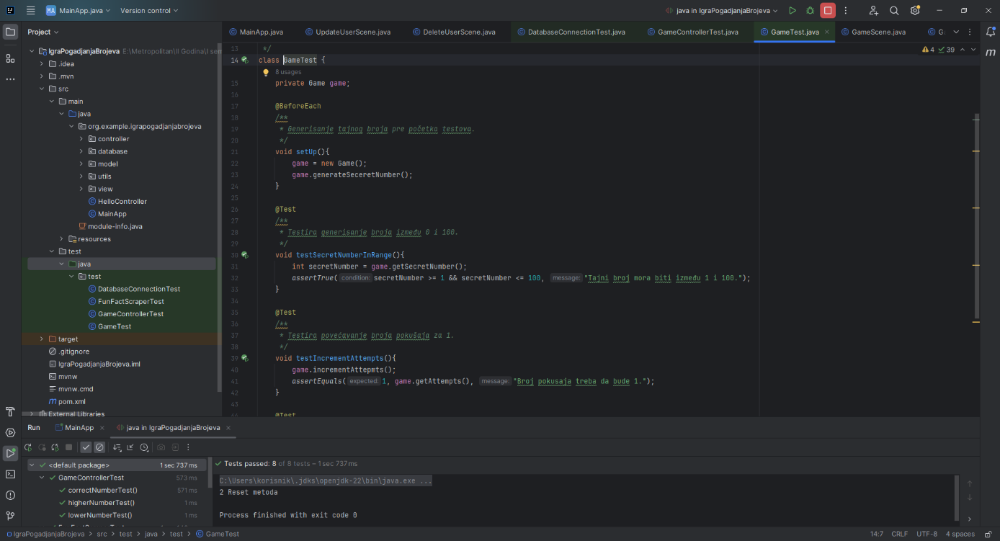 MA MainApp.java Version control java in IgraPogadjanjaBrojeva
Project
MainApp.java UpdateUserScene.java DeleteUserScene.java DatabaseConnectionTest.java GameControllerTest.java GameTest.java GameScene.java
IgraPogadjanjaBrojeva E:\Metropolitan\II Godina\I sem
.idea
.mvn
src
main
java
org.example.igrapogadjanjabrojeva
controller
database
model
utils
view
HelloController
MainApp
module-info.java
resources
test
java
test
DatabaseConnectionTest
FunFactScraperTest
GameControllerTest
GameTest
target
.gitignore
IgraPogadjanjaBrojeva.iml
mvnw
mvnw.cmd
pom.xml
External Libraries
4 39
13 */
14 class GameTest {
8 usages
15 private Game game;
16
17 @BeforeEach
18 /**
19 * Generisanje tajnog broja pre početka testova.
20 */
21 void setUp(){
22 game = new Game();
23 game.generateSeceretNumber();
24 }
25
26 @Test
27 /**
28 * Testira generisanje broja između 0 i 100.
29 */
30 void testSecretNumberInRange(){
31 int secretNumber = game.getSecretNumber();
32 assertTrue( condition: secretNumber >= 1 && secretNumber <= 100, message: "Tajni broj mora biti između 1 i 100.");
33 }
34
35 @Test
36 /**
37 * Testira povećavanje broja pokušaja za 1.
38 */
39 void testIncrementAttempts(){
40 game.incrementAttepmts();
41 assertEquals( expected: 1, game.getAttempts(), message: "Broj pokusaja treba da bude 1.");
42 }
43
@Test
Run MainApp java in IgraPogadjanjaBrojeva
<default package> 1 sec 737 ms
GameControllerTest 573 ms
correctNumberTest() 571 ms
higherNumberTest() 1 ms
lowerNumberTest() 1 ms
Tests passed: 8 of 8 tests – 1 sec 737 ms
C:\Users\korisnik\.jdks\openjdk-22\bin\java.exe ...
2 Reset metoda
Process finished with exit code 0
IgraPogadjanjaBrojeva > src > test > java > test > GameTest 14:7 CRLF UTF-8 4 spaces